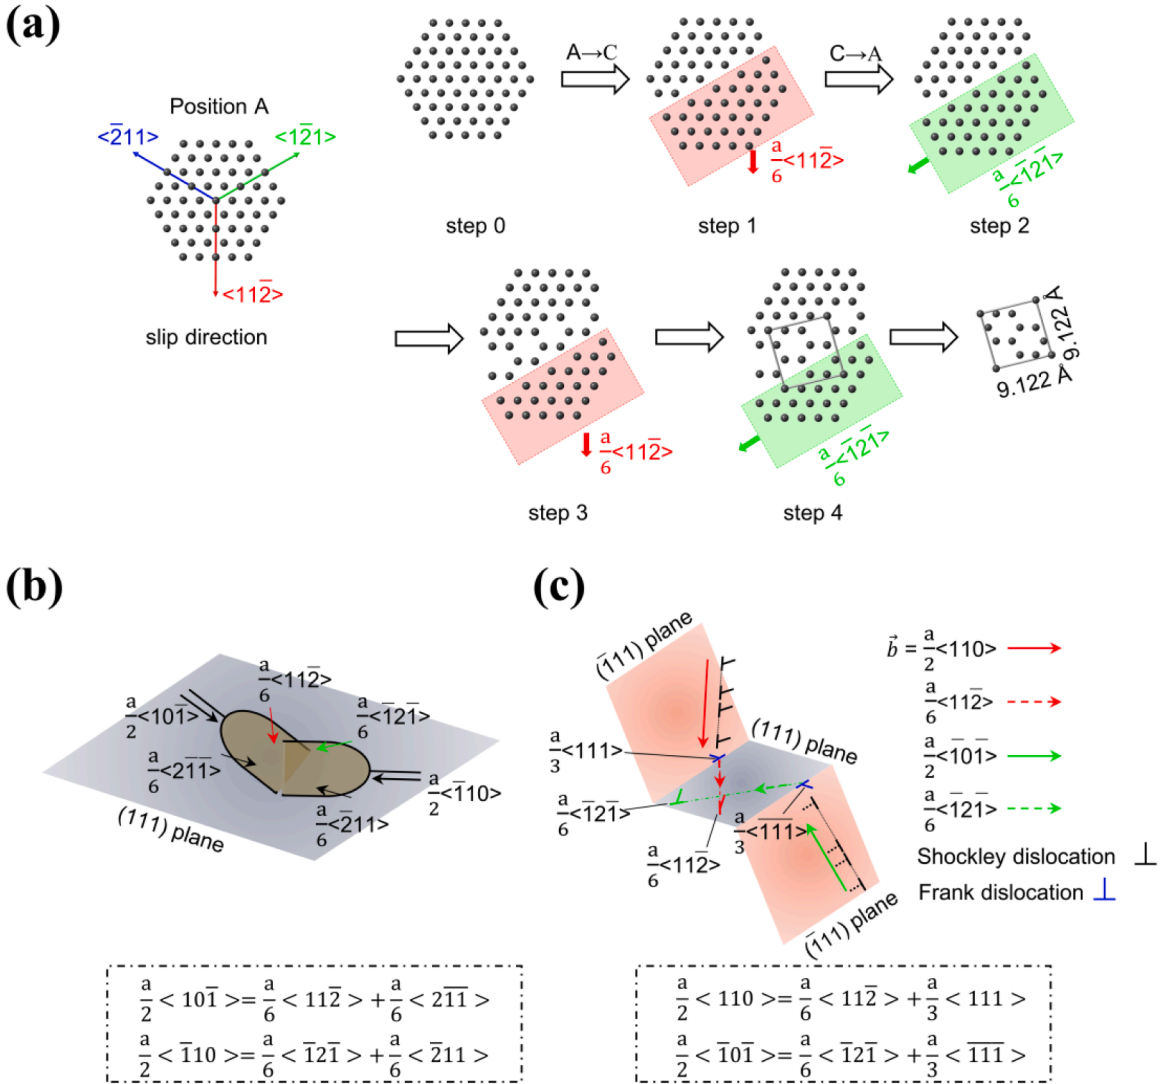 (a)
Position A
<2̄11>
<12̄1>
<112̄>
slip direction
step 0
A→C
a/6<112̄>
step 1
C→A
a/6<1̄21̄>
step 2
a/6<112̄>
step 3
a/6<1̄21̄>
step 4
9.122 Å
9.122 Å
(b)
a/6<112̄>
a/2<101̄>
a/6<1̄21̄>
a/6<21̄1̄>
a/6<2̄11>
a/2<1̄10>
(111) plane
a/2 < 101̄ >= a/6 < 112̄ > + a/6 < 21̄1̄ >
a/2 < 1̄10 >= a/6 < 1̄21̄ > + a/6 < 2̄11 >
(c)
(1̄11) plane
(111) plane
a/3<111>
a/6<1̄21̄>
a/6<112̄>
a/3<1̄1̄1̄>
(1̄11) plane
b⃗ = a/2<110>
a/6<112̄>
a/2<1̄01̄>
a/6<1̄21̄>
Shockley dislocation ⊥
Frank dislocation ⊥
a/2 < 110 >= a/6 < 112̄ > + a/3 < 111 >
a/2 < 1̄01̄ >= a/6 < 1̄21̄ > + a/3 < 1̄1̄1̄ >